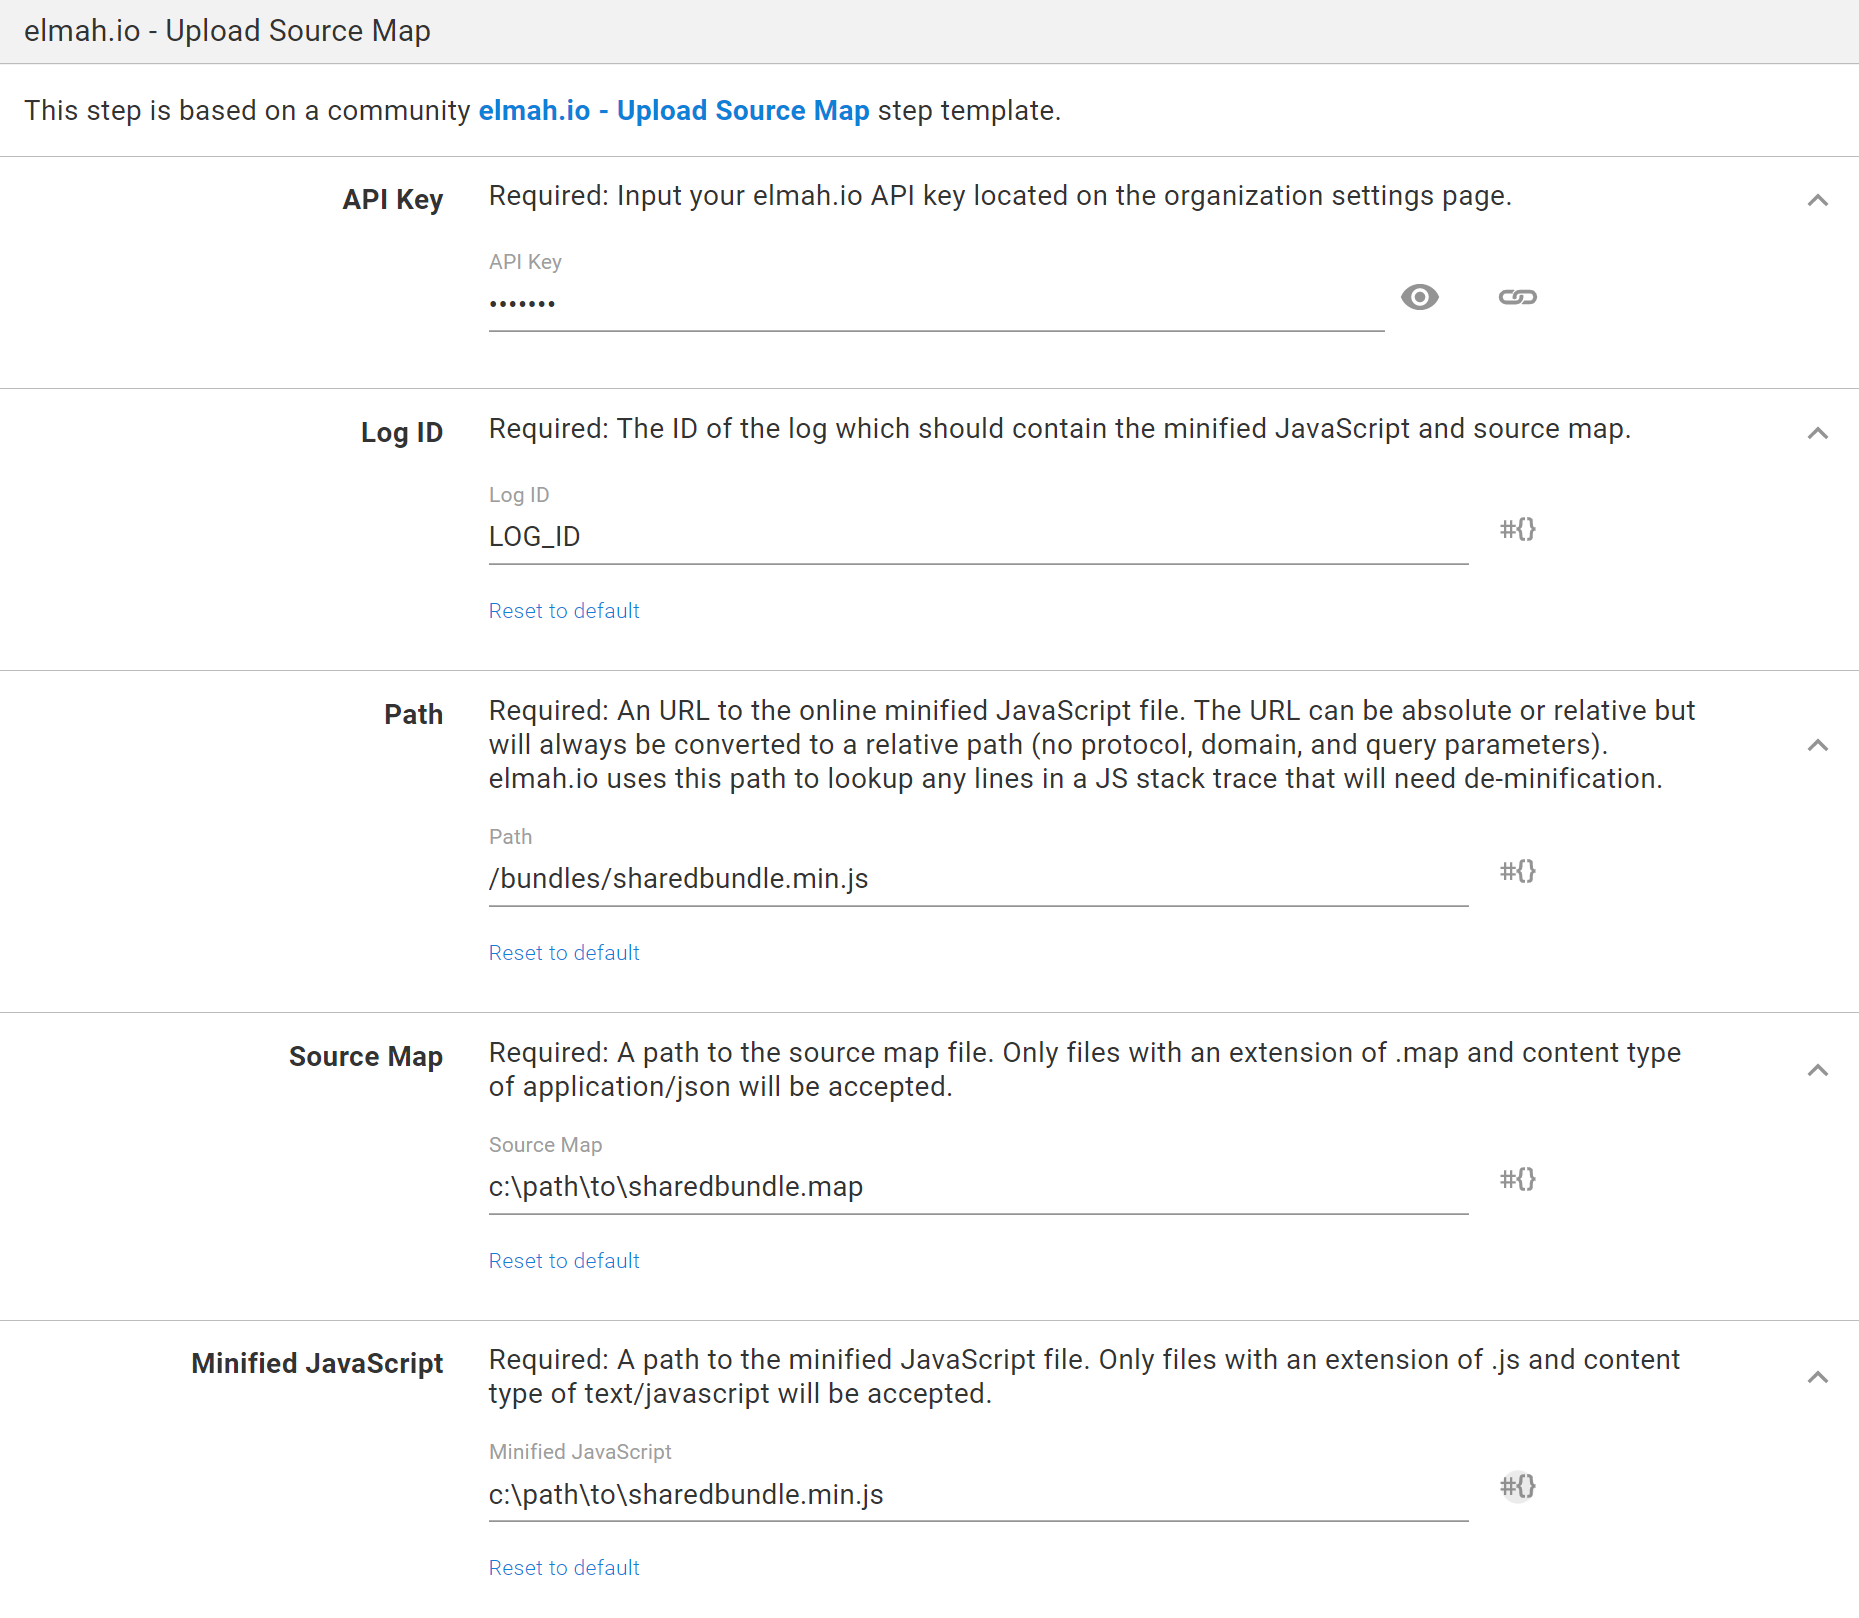 elmah.io - Upload Source Map
This step is based on a community elmah.io - Upload Source Map step template.
API Key
Required: Input your elmah.io API key located on the organization settings page.
API Key
•••••••
Log ID
Required: The ID of the log which should contain the minified JavaScript and source map.
Log ID
LOG_ID
#{}
Reset to default
Path
Required: An URL to the online minified JavaScript file. The URL can be absolute or relative but
will always be converted to a relative path (no protocol, domain, and query parameters).
elmah.io uses this path to lookup any lines in a JS stack trace that will need de-minification.
Path
/bundles/sharedbundle.min.js
#{}
Reset to default
Source Map
Required: A path to the source map file. Only files with an extension of .map and content type
of application/json will be accepted.
Source Map
c:\path\to\sharedbundle.map
#{}
Reset to default
Minified JavaScript
Required: A path to the minified JavaScript file. Only files with an extension of .js and content
type of text/javascript will be accepted.
Minified JavaScript
c:\path\to\sharedbundle.min.js
#{}
Reset to default